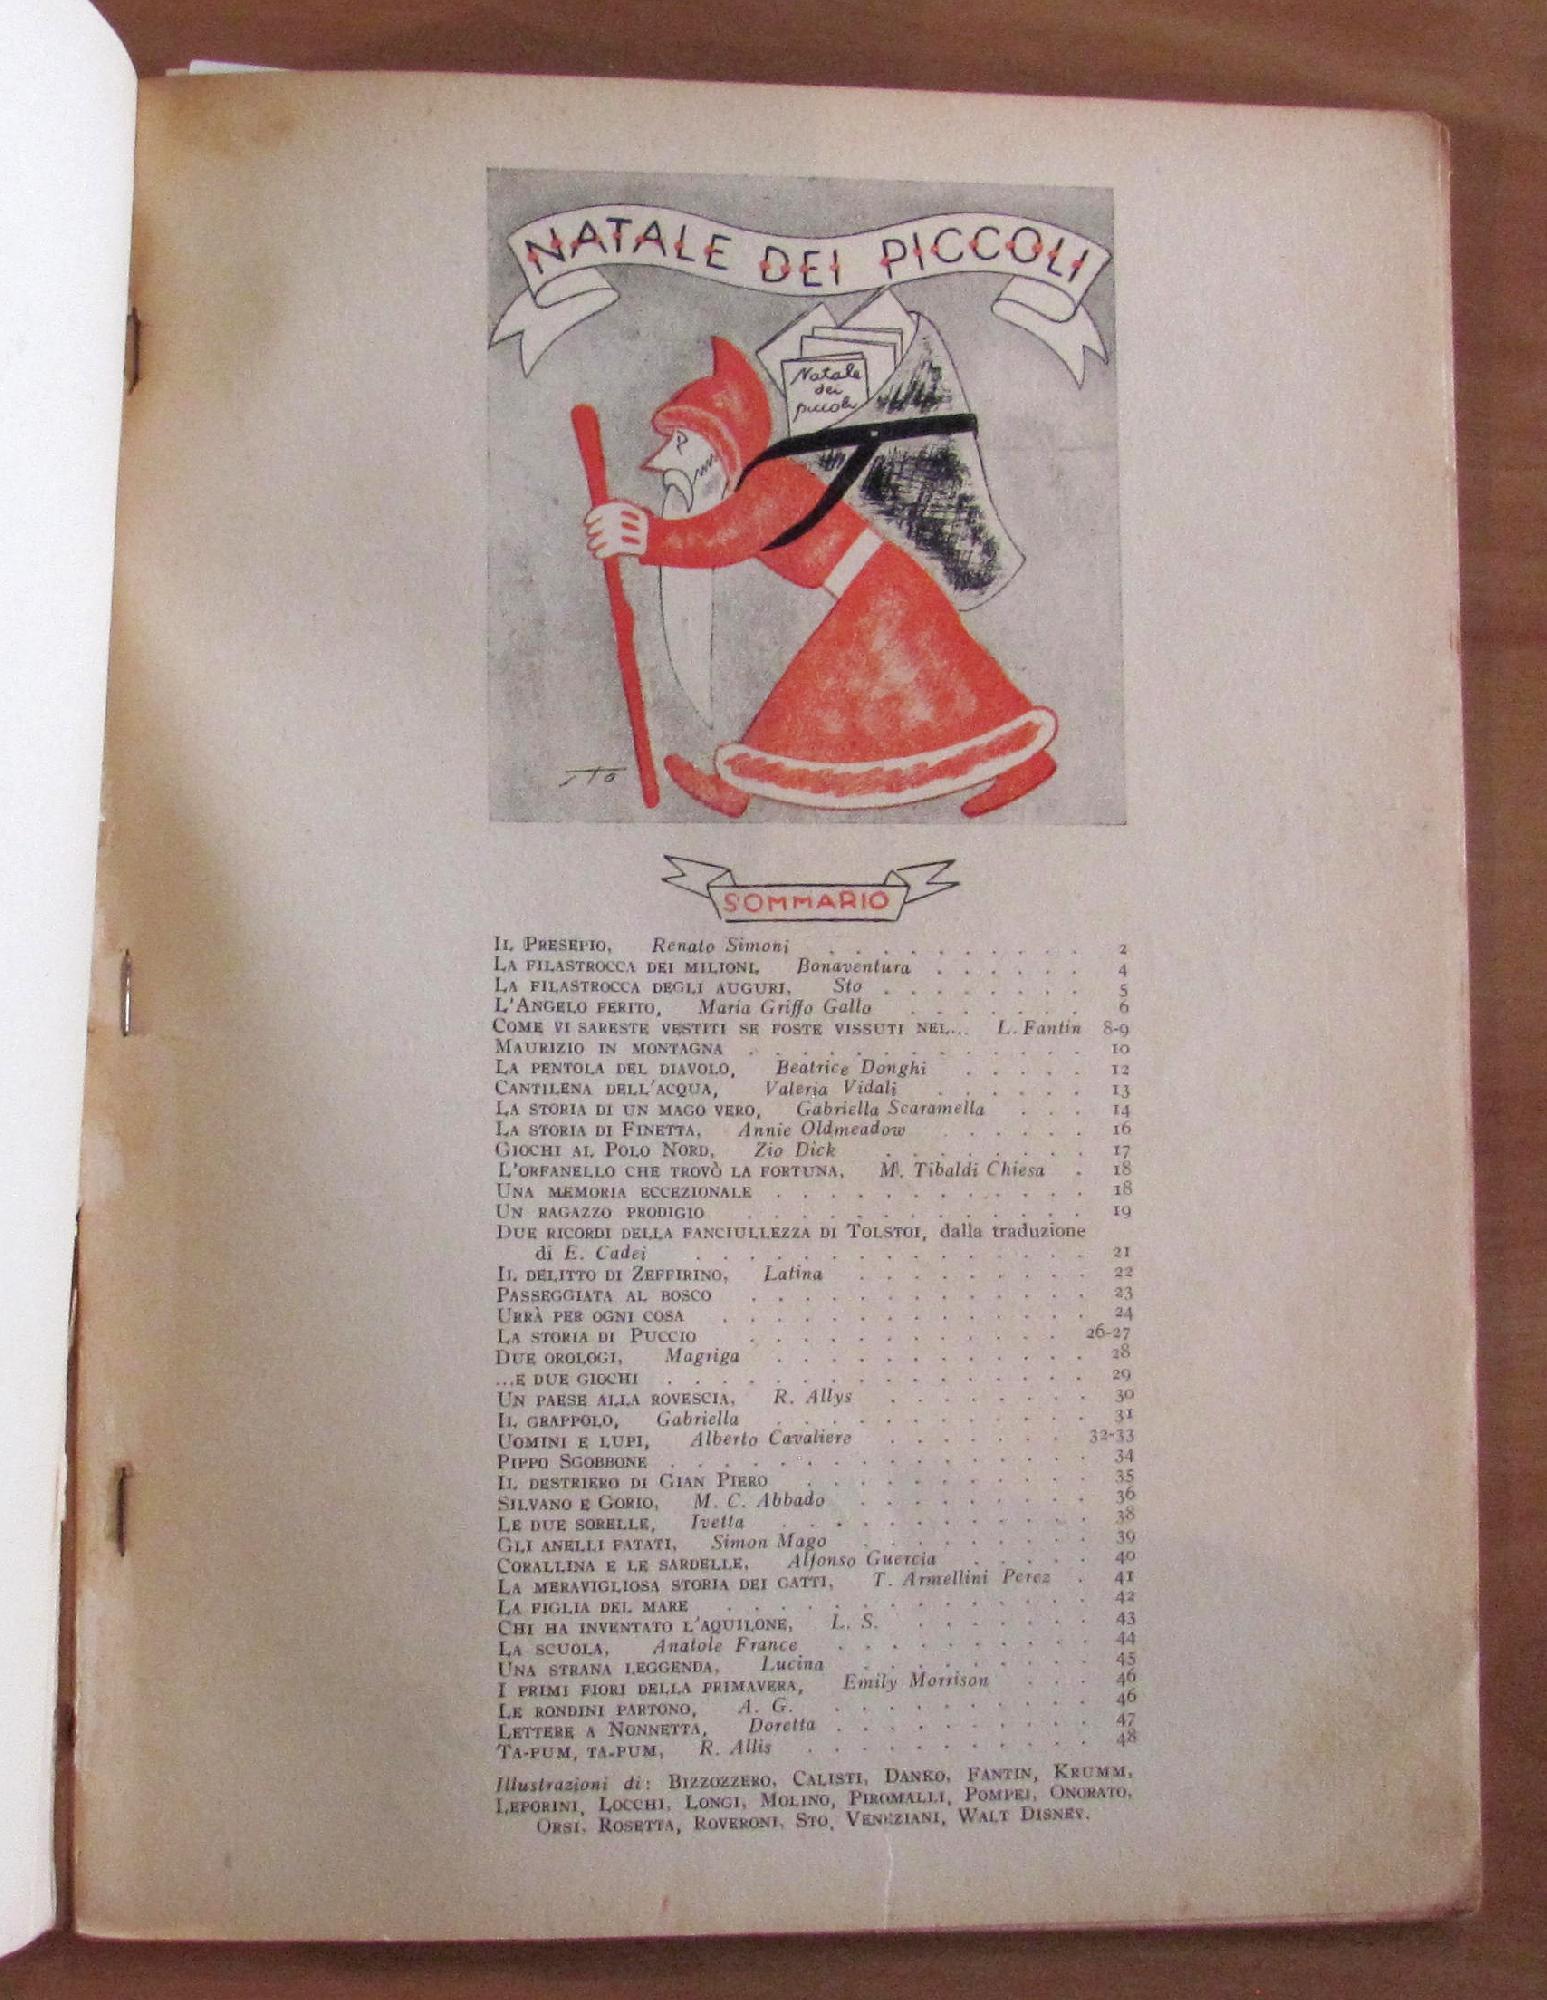 NATALE DEI PICCOLI
Natale
dei
piccoli
sto
SOMMARIO
IL PRESEPIO, Renato Simoni . . . . . . . . . . 2
LA FILASTROCCA DEI MILIONI, Bonaventura . . . . . . 4
LA FILASTROCCA DEGLI AUGURI, Sto . . . . . . . . 5
L'ANGELO FERITO, Maria Griffo Gallo . . . . . . . 6
COME VI SARESTE VESTITI SE FOSTE VISSUTI NEL... L. Fantin 8-9
MAURIZIO IN MONTAGNA . . . . . . . . . . . . 10
LA PENTOLA DEL DIAVOLO, Beatrice Donghi . . . . . 12
CANTILENA DELL'ACQUA, Valeria Vidali . . . . . . 13
LA STORIA DI UN MAGO VERO, Gabriella Scaramella . . . 14
LA STORIA DI FINETTA, Annie Oldmeadow . . . . . . 16
GIOCHI AL POLO NORD, Zio Dick . . . . . . . . 17
L'ORFANELLO CHE TROVÒ LA FORTUNA, M. Tibaldi Chiesa . 18
UNA MEMORIA ECCEZIONALE . . . . . . . . . . . 18
UN RAGAZZO PRODIGIO . . . . . . . . . . . . 19
DUE RICORDI DELLA FANCIULLEZZA DI TOLSTOI, dalla traduzione
di E. Cadei . . . . . . . . . . . . . . 21
IL DELITTO DI ZEFFIRINO, Latina . . . . . . . . 22
PASSEGGIATA AL BOSCO . . . . . . . . . . . . 23
URRÀ PER OGNI COSA . . . . . . . . . . . . . 24
LA STORIA DI PUCCIO . . . . . . . . . . . 26-27
DUE OROLOGI, Magriga . . . . . . . . . . . 28
...E DUE GIOCHI . . . . . . . . . . . . . . 29
UN PAESE ALLA ROVESCIA, R. Allys . . . . . . . 30
IL GRAPPOLO, Gabriella . . . . . . . . . . . 31
UOMINI E LUPI, Alberto Cavaliere . . . . . . . 32-33
PIPPO SGOBBONE . . . . . . . . . . . . . . 34
IL DESTRIERO DI GIAN PIERO . . . . . . . . . . 35
SILVANO E GORIO, M. C. Abbado . . . . . . . . 36
LE DUE SORELLE, Ivetta . . . . . . . . . . . 38
GLI ANELLI FATATI, Simon Mago . . . . . . . . 39
CORALLINA E LE SARDELLE, Alfonso Guercia . . . . . 40
LA MERAVIGLIOSA STORIA DEI GATTI, T. Armellini Perez . 41
LA FIGLIA DEL MARE . . . . . . . . . . . . . 42
CHI HA INVENTATO L'AQUILONE, L. S. . . . . . . . 43
LA SCUOLA, Anatole France . . . . . . . . . 44
UNA STRANA LEGGENDA, Lucina . . . . . . . . . 45
I PRIMI FIORI DELLA PRIMAVERA, Emily Morrison . . . 46
LE RONDINI PARTONO, A. G. . . . . . . . . . 46
LETTERE A NONNETTA, Doretta . . . . . . . . . 47
TA-PUM, TA-PUM, R. Allis . . . . . . . . . . 48
Illustrazioni di: BIZZOZZERO, CALISTI, DANKO, FANTIN, KRUMM,
LEPORINI, LOCCHI, LONGI, MOLINO, PIROMALLI, POMPEI, ONORATO,
ORSI, ROSETTA, ROVERONI, STO, VENEZIANI, WALT DISNEY.